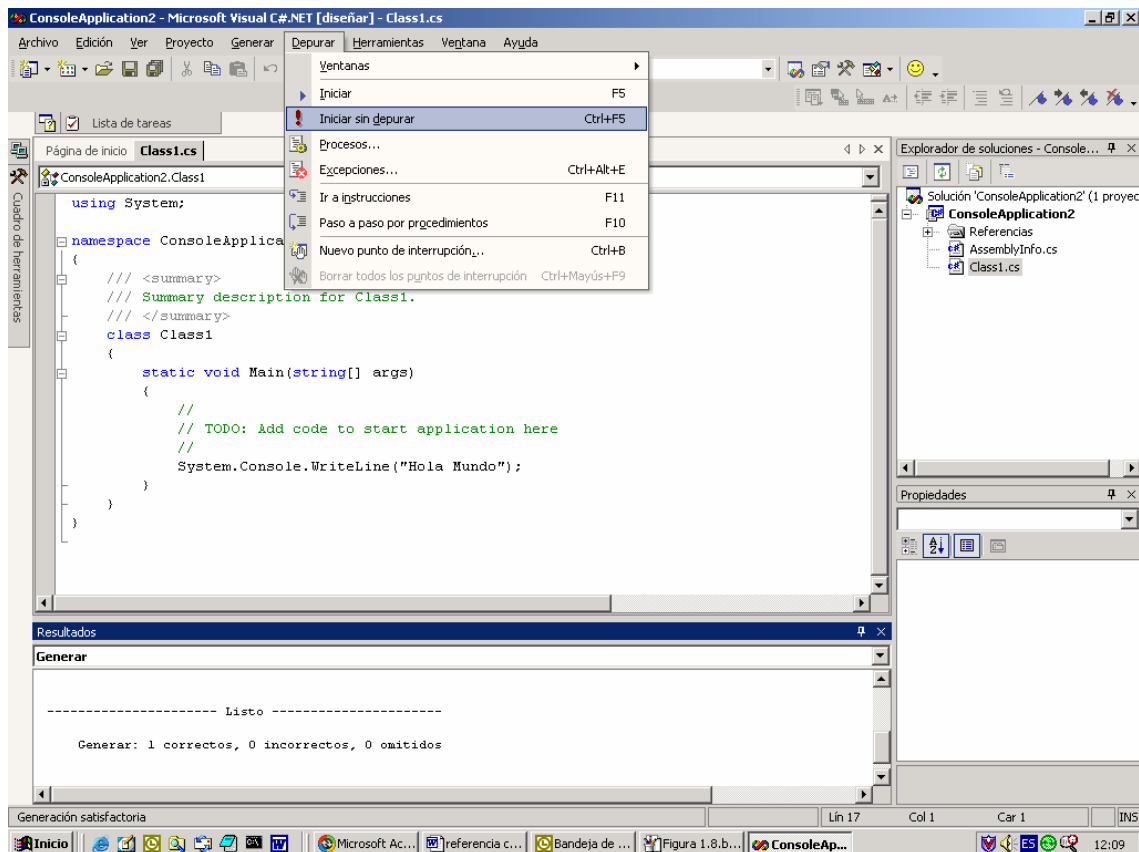 ConsoleApplication2 - Microsoft Visual C#.NET [diseñar] - Class1.cs
Archivo Edición Ver Proyecto Generar Depurar Herramientas Ventana Ayuda
Ventanas
Iniciar F5
Iniciar sin depurar Ctrl+F5
Procesos...
Excepciones... Ctrl+Alt+E
Ir a instrucciones F11
Paso a paso por procedimientos F10
Nuevo punto de interrupción... Ctrl+B
Borrar todos los puntos de interrupción Ctrl+Mayús+F9
Lista de tareas
Página de inicio Class1.cs
ConsoleApplication2.Class1
Cuadro de herramientas
using System;
namespace ConsoleApplica
{
/// <summary>
/// Summary description for Class1.
/// </summary>
class Class1
{
static void Main(string[] args)
{
//
// TODO: Add code to start application here
//
System.Console.WriteLine("Hola Mundo");
}
}
}
Explorador de soluciones - Console...
Solución 'ConsoleApplication2' (1 proyec
ConsoleApplication2
Referencias
AssemblyInfo.cs
Class1.cs
Propiedades
Resultados
Generar
---------------------- Listo ----------------------
Generar: 1 correctos, 0 incorrectos, 0 omitidos
Generación satisfactoria Lín 17 Col 1 Car 1 INS
Inicio Microsoft Ac... referencia c... Bandeja de ... Figura 1.8.b... ConsoleAp... ES 12:09